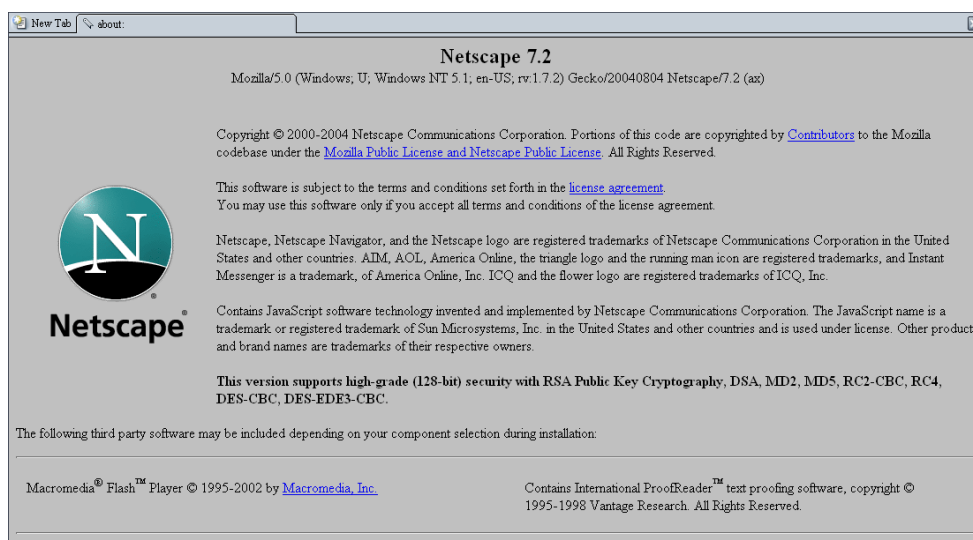 New Tab
about:
Netscape 7.2
Mozilla/5.0 (Windows; U; Windows NT 5.1; en-US; rv:1.7.2) Gecko/20040804 Netscape/7.2 (ax)
Copyright © 2000-2004 Netscape Communications Corporation. Portions of this code are copyrighted by Contributors to the Mozilla
codebase under the Mozilla Public License and Netscape Public License. All Rights Reserved.
This software is subject to the terms and conditions set forth in the license agreement.
You may use this software only if you accept all terms and conditions of the license agreement.
Netscape, Netscape Navigator, and the Netscape logo are registered trademarks of Netscape Communications Corporation in the United
States and other countries. AIM, AOL, America Online, the triangle logo and the running man icon are registered trademarks, and Instant
Messenger is a trademark, of America Online, Inc. ICQ and the flower logo are registered trademarks of ICQ, Inc.
N
Netscape®
Contains JavaScript software technology invented and implemented by Netscape Communications Corporation. The JavaScript name is a
trademark or registered trademark of Sun Microsystems, Inc. in the United States and other countries and is used under license. Other product
and brand names are trademarks of their respective owners.
This version supports high-grade (128-bit) security with RSA Public Key Cryptography, DSA, MD2, MD5, RC2-CBC, RC4,
DES-CBC, DES-EDE3-CBC.
The following third party software may be included depending on your component selection during installation:
Macromedia® Flash™ Player © 1995-2002 by Macromedia, Inc.
Contains International ProofReader™ text proofing software, copyright ©
1995-1998 Vantage Research. All Rights Reserved.